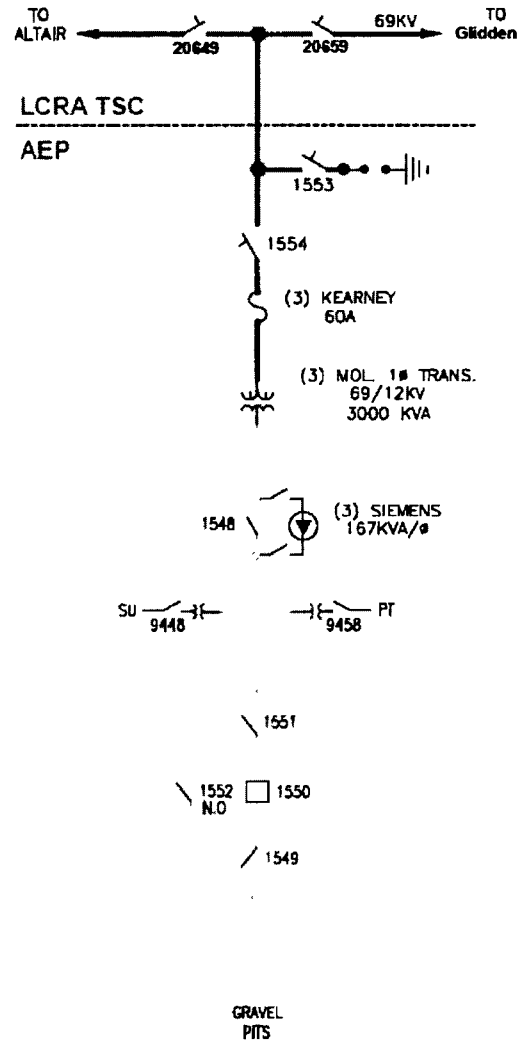 TO
ALTAIR
20649
20659
69KV
TO
Glidden
LCRA TSC
AEP
1553
1554
(3) KEARNEY
60A
(3) MOL. 1ø TRANS.
69/12KV
3000 KVA
1548
(3) SIEMENS
167KVA/ø
SU
9448
9458
PT
1551
1552
N.O
1550
1549
GRAVEL
PITS